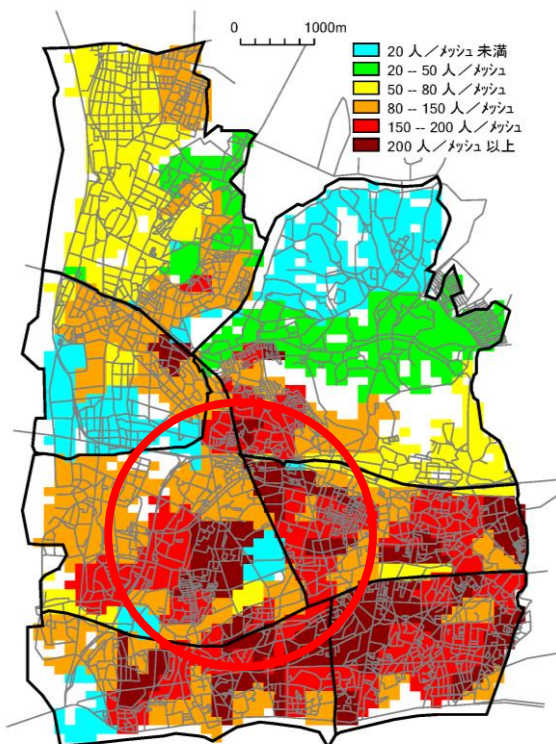 0 1000m
20 人／メッシュ 未満
20 -- 50 人／メッシュ
50 -- 80 人／メッシュ
80 -- 150 人／メッシュ
150 -- 200 人／メッシュ
200 人／メッシュ 以上